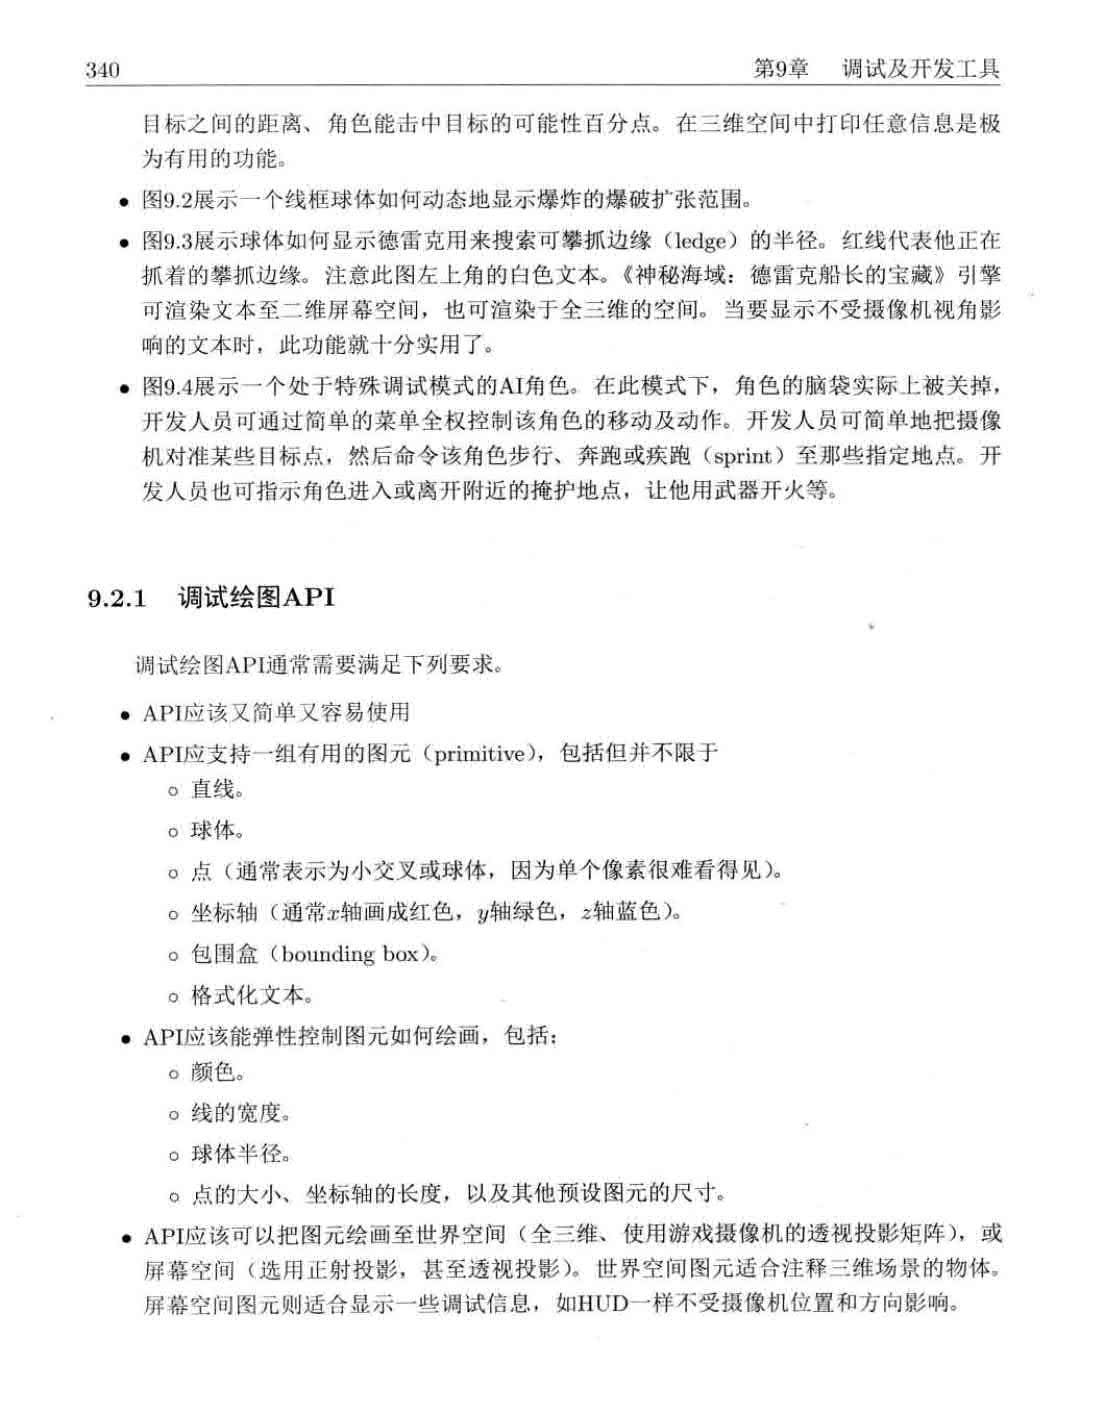 340
第9章 调试及开发工具
目标之间的距离、角色能击中目标的可能性百分点。在三维空间中打印任意信息是极
为有用的功能。
● 图9.2展示一个线框球体如何动态地显示爆炸的爆破扩张范围。
● 图9.3展示球体如何显示德雷克用来搜索可攀抓边缘（ledge）的半径。红线代表他正在
抓着的攀抓边缘。注意此图左上角的白色文本。《神秘海域：德雷克船长的宝藏》引擎
可渲染文本至二维屏幕空间，也可渲染于全三维的空间。当要显示不受摄像机视角影
响的文本时，此功能就十分实用了。
● 图9.4展示一个处于特殊调试模式的AI角色。在此模式下，角色的脑袋实际上被关掉，
开发人员可通过简单的菜单全权控制该角色的移动及动作。开发人员可简单地把摄像
机对准某些目标点，然后命令该角色步行、奔跑或疾跑（sprint）至那些指定地点。开
发人员也可指示角色进入或离开附近的掩护地点，让他用武器开火等。
9.2.1 调试绘图API
调试绘图API通常需要满足下列要求。
● API应该又简单又容易使用
● API应支持一组有用的图元（primitive），包括但并不限于
○ 直线。
○ 球体。
○ 点（通常表示为小交叉或球体，因为单个像素很难看得见）。
○ 坐标轴（通常x轴画成红色，y轴绿色，z轴蓝色）。
○ 包围盒（bounding box）。
○ 格式化文本。
● API应该能弹性控制图元如何绘画，包括：
○ 颜色。
○ 线的宽度。
○ 球体半径。
○ 点的大小、坐标轴的长度，以及其他预设图元的尺寸。
● API应该可以把图元绘画至世界空间（全三维、使用游戏摄像机的透视投影矩阵），或
屏幕空间（选用正射投影，甚至透视投影）。世界空间图元适合注释三维场景的物体。
屏幕空间图元则适合显示一些调试信息，如HUD一样不受摄像机位置和方向影响。